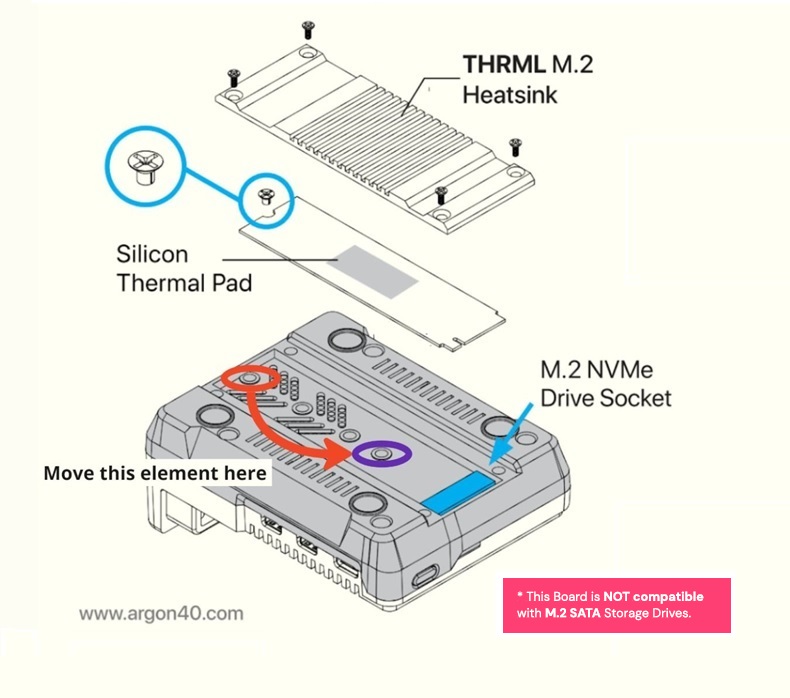 THRML M.2
Heatsink
Silicon
Thermal Pad
M.2 NVMe
Drive Socket
Move this element here
www.argon40.com
* This Board is NOT compatible
with M.2 SATA Storage Drives.